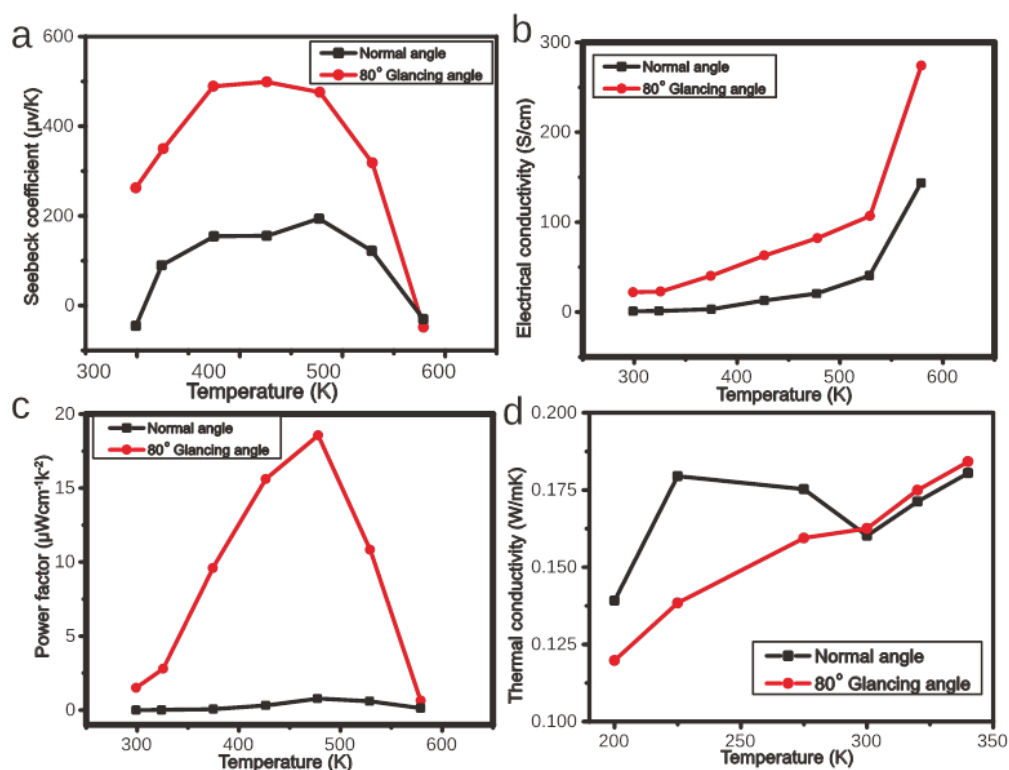 a
600
400
200
0
Seebeck coefficient (μv/K)
Normal angle
80° Glancing angle
300
400
500
600
Temperature (K)
b
300
200
100
0
Electrical conductivity (S/cm)
Normal angle
80° Glancing angle
300
400
500
600
Temperature (K)
c
20
15
10
5
0
Power factor (μWcm⁻¹k⁻²)
Normal angle
80° Glancing angle
300
400
500
600
Temperature (K)
d
0.200
0.175
0.150
0.125
0.100
Thermal conductivity (W/mK)
Normal angle
80° Glancing angle
200
250
300
350
Temperature (K)